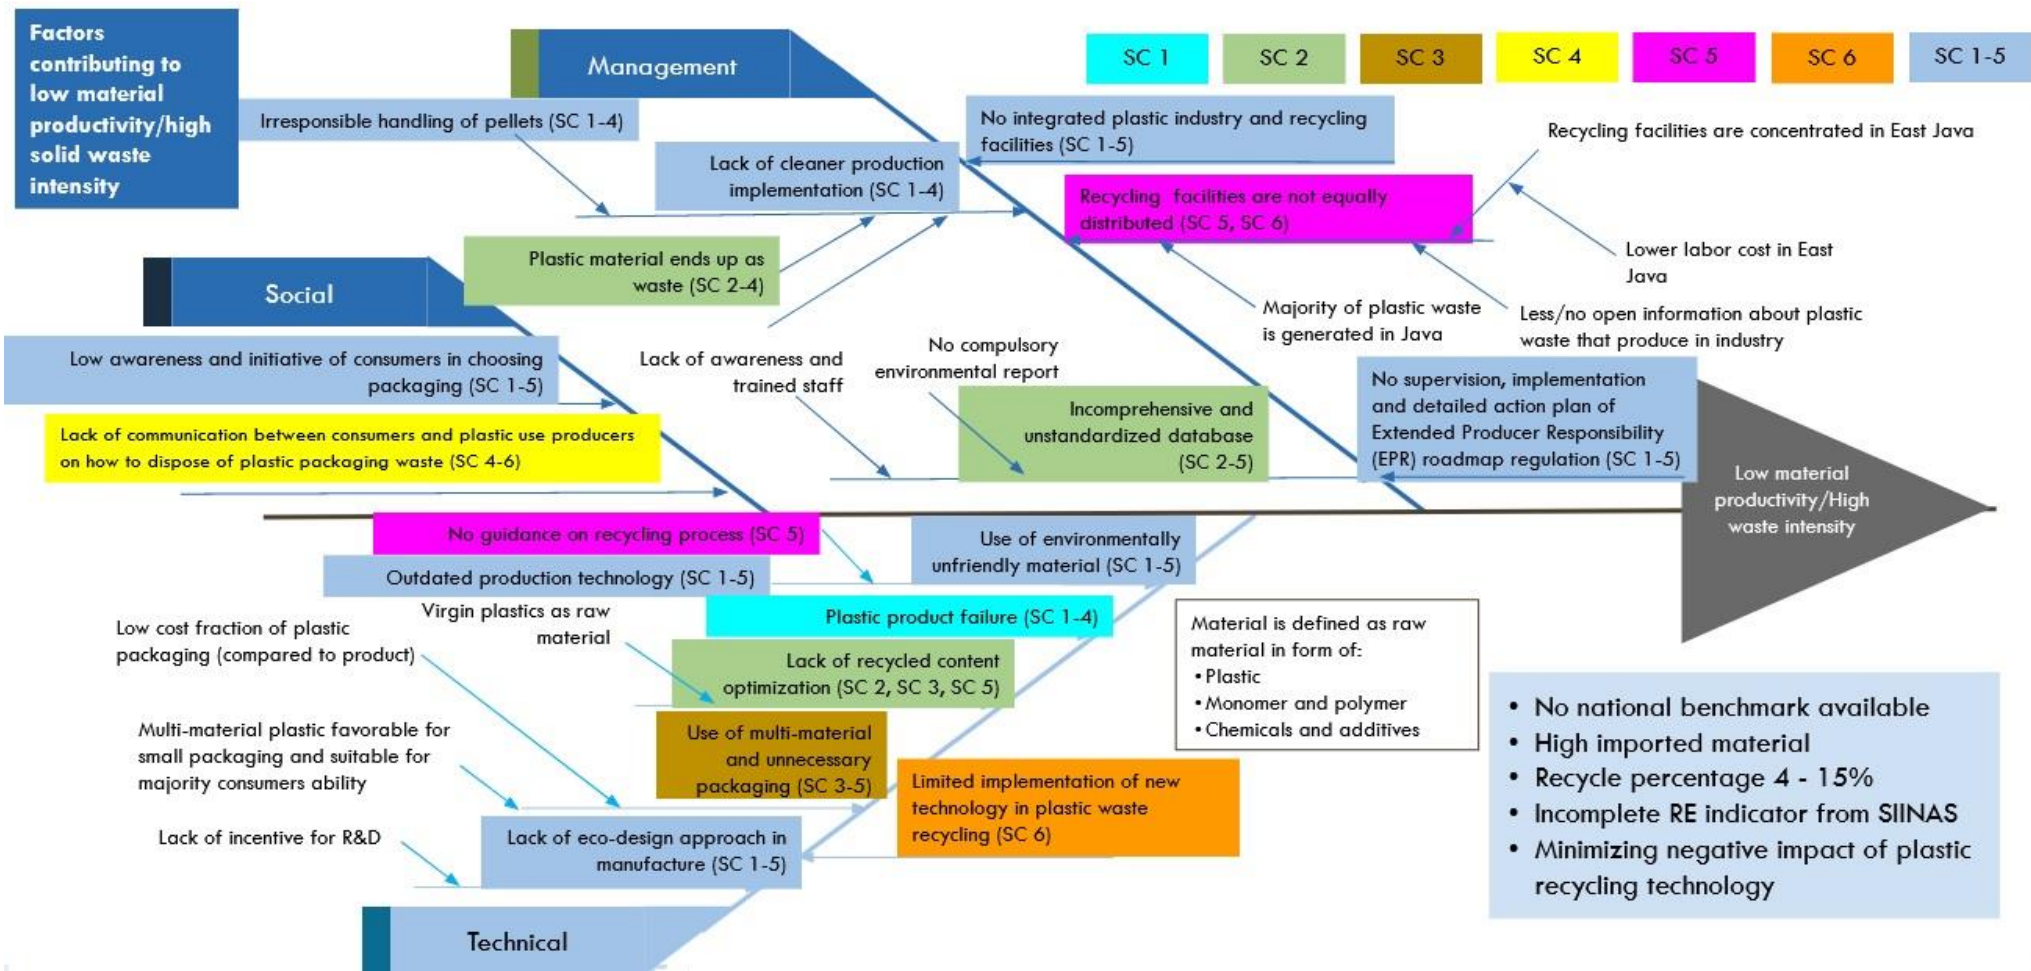 Factors
contributing to
low material
productivity/high
solid waste
intensity
Management
SC 1
SC 2
SC 3
SC 4
SC 5
SC 6
SC 1-5
Irresponsible handling of pellets (SC 1-4)
Lack of cleaner production
implementation (SC 1-4)
No integrated plastic industry and recycling
facilities (SC 1-5)
Recycling facilities are concentrated in East Java
Recycling facilities are not equally
distributed (SC 5, SC 6)
Plastic material ends up as
waste (SC 2-4)
Lower labor cost in East
Java
Social
Majority of plastic waste
is generated in Java
Less/no open information about plastic
waste that produce in industry
Low awareness and initiative of consumers in choosing
packaging (SC 1-5)
Lack of awareness and
trained staff
No compulsory
environmental report
Incomprehensive and
unstandardized database
(SC 2-5)
No supervision, implementation
and detailed action plan of
Extended Producer Responsibility
(EPR) roadmap regulation (SC 1-5)
Lack of communication between consumers and plastic use producers
on how to dispose of plastic packaging waste (SC 4-6)
Low material
productivity/High
waste intensity
No guidance on recycling process (SC 5)
Use of environmentally
unfriendly material (SC 1-5)
Outdated production technology (SC 1-5)
Virgin plastics as raw
material
Plastic product failure (SC 1-4)
Low cost fraction of plastic
packaging (compared to product)
Lack of recycled content
optimization (SC 2, SC 3, SC 5)
Material is defined as raw
material in form of:
• Plastic
• Monomer and polymer
• Chemicals and additives
Multi-material plastic favorable for
small packaging and suitable for
majority consumers ability
Use of multi-material
and unnecessary
packaging (SC 3-5)
Limited implementation of new
technology in plastic waste
recycling (SC 6)
Lack of incentive for R&D
Lack of eco-design approach in
manufacture (SC 1-5)
• No national benchmark available
• High imported material
• Recycle percentage 4 - 15%
• Incomplete RE indicator from SIINAS
• Minimizing negative impact of plastic
recycling technology
Technical